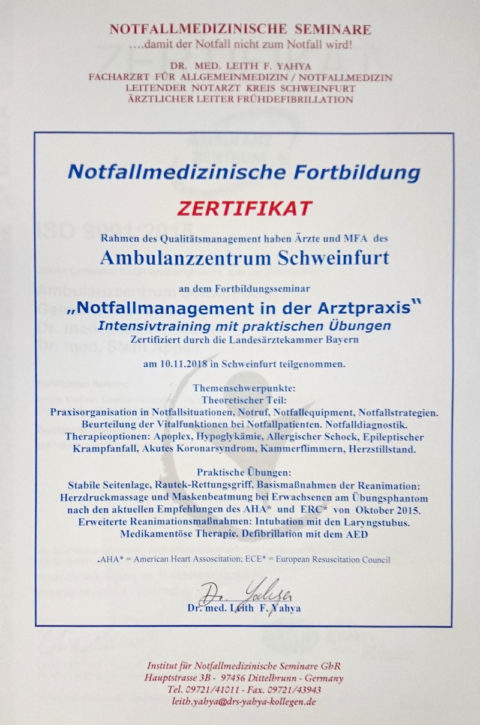 NOTFALLMEDIZINISCHE SEMINARE
....damit der Notfall nicht zum Notfall wird!
DR. MED. LEITH F. YAHYA
FACHARZT FÜR ALLGEMEINMEDIZIN / NOTFALLMEDIZIN
LEITENDER NOTARZT KREIS SCHWEINFURT
ÄRZTLICHER LEITER FRÜHDEFIBRILLATION
Notfallmedizinische Fortbildung
ZERTIFIKAT
Rahmen des Qualitätsmanagement haben Ärzte und MFA des
Ambulanzzentrum Schweinfurt
an dem Fortbildungsseminar
„Notfallmanagement in der Arztpraxis“
Intensivtraining mit praktischen Übungen
Zertifiziert durch die Landesärztekammer Bayern
am 10.11.2018 in Schweinfurt teilgenommen.
Themenschwerpunkte:
Theoretischer Teil:
Praxisorganisation in Notfallsituationen, Notruf, Notfallequipment, Notfallstrategien.
Beurteilung der Vitalfunktionen bei Notfallpatienten. Notfalldiagnostik.
Therapieoptionen: Apoplex, Hypoglykämie, Allergischer Schock, Epileptischer
Krampfanfall, Akutes Koronarsyndrom, Kammerflimmern, Herzstillstand.
Praktische Übungen:
Stabile Seitenlage, Rautek-Rettungsgriff, Basismaßnahmen der Reanimation:
Herzdruckmassage und Maskenbeatmung bei Erwachsenen am Übungsphantom
nach den aktuellen Empfehlungen des AHA* und ERC* von Oktober 2015.
Erweiterte Reanimationsmaßnahmen: Intubation mit den Laryngstubus.
Medikamentöse Therapie. Defibrillation mit dem AED
.AHA* = American Heart Assoscitation; ECE* = European Resuscitation Council
Dr. Yahya
Dr. med. Leith F. Yahya
Institut für Notfallmedizinische Seminare GbR
Hauptstrasse 3B - 97456 Dittelbrunn - Germany
Tel. 09721/41011 - Fax. 09721/43943
leith.yahya@drs-yahya-kollegen.de